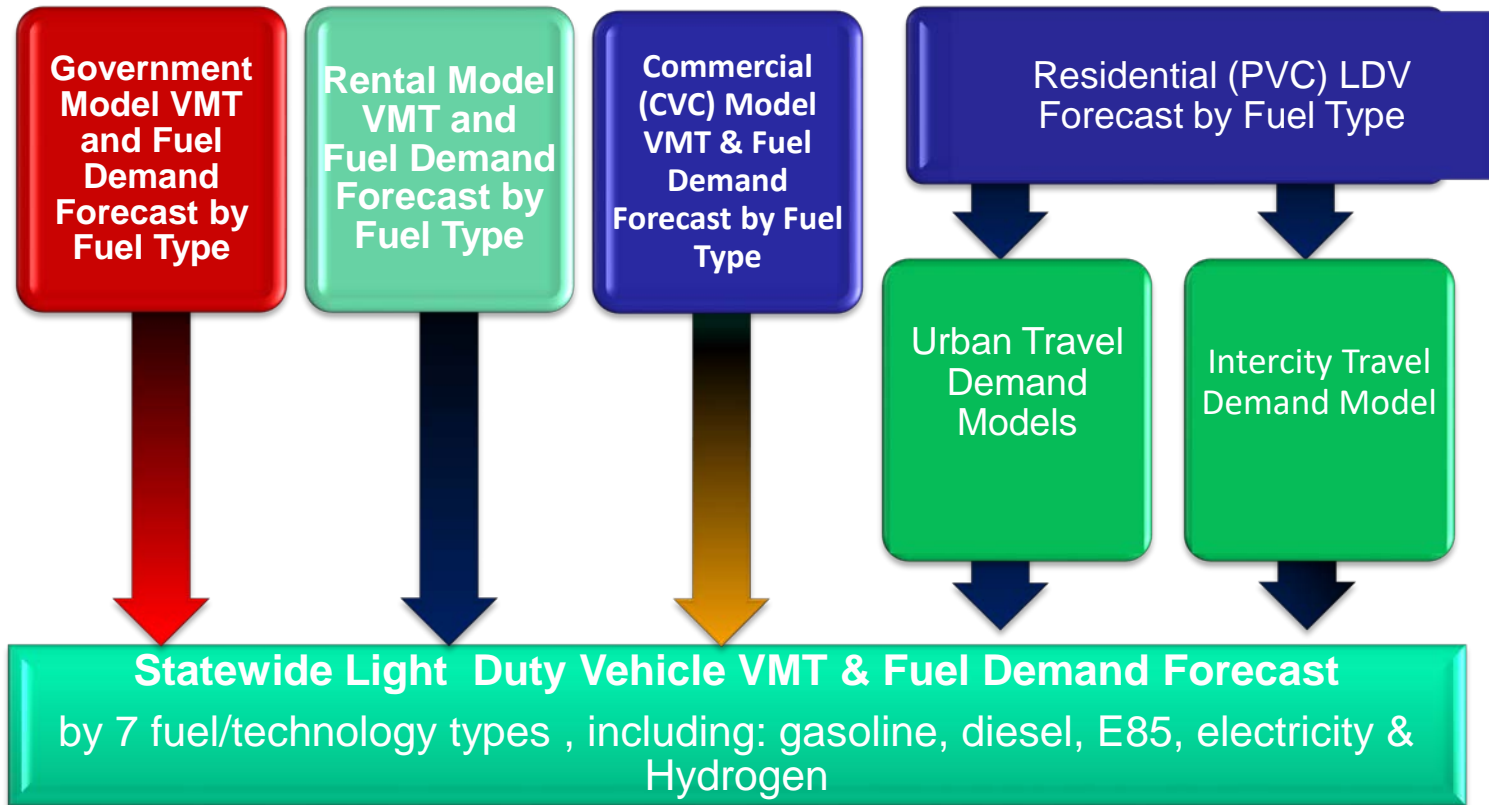 Government
Model VMT
and Fuel
Demand
Forecast by
Fuel Type
Rental Model
VMT and
Fuel Demand
Forecast by
Fuel Type
Commercial
(CVC) Model
VMT & Fuel
Demand
Forecast by Fuel
Type
Residential (PVC) LDV
Forecast by Fuel Type
Urban Travel
Demand
Models
Intercity Travel
Demand Model
Statewide Light Duty Vehicle VMT & Fuel Demand Forecast
by 7 fuel/technology types , including: gasoline, diesel, E85, electricity &
Hydrogen